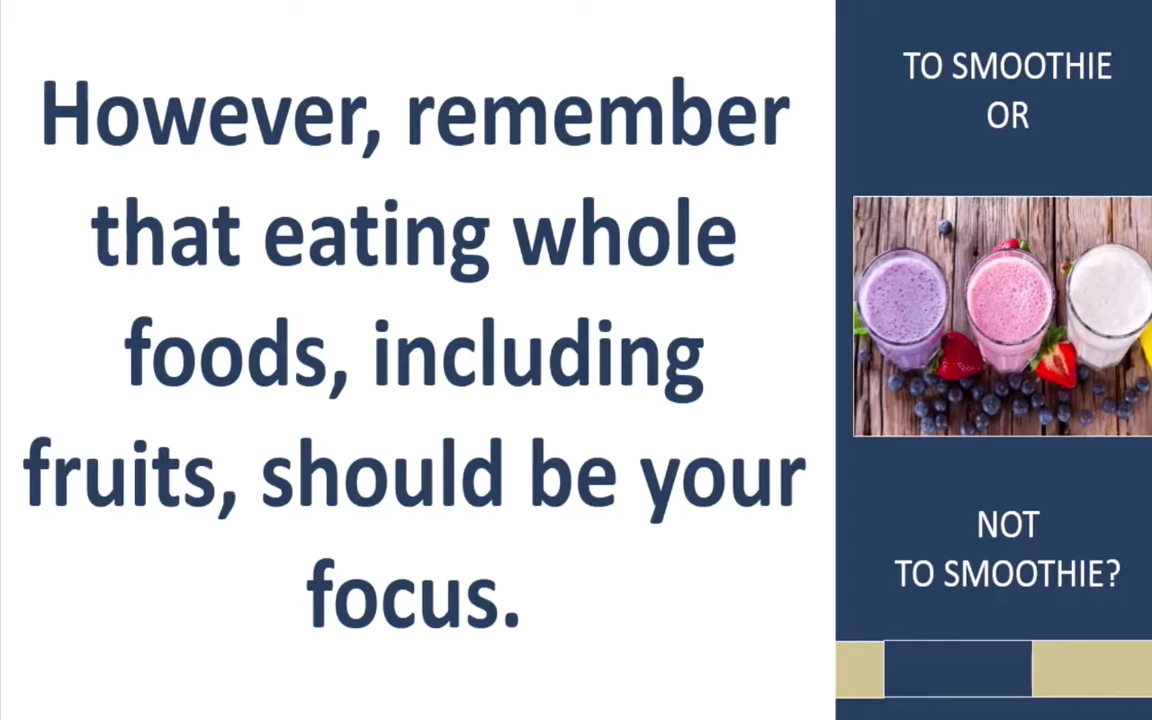 However, remember
that eating whole
foods, including
fruits, should be your
focus.
TO SMOOTHIE
OR
NOT
TO SMOOTHIE?